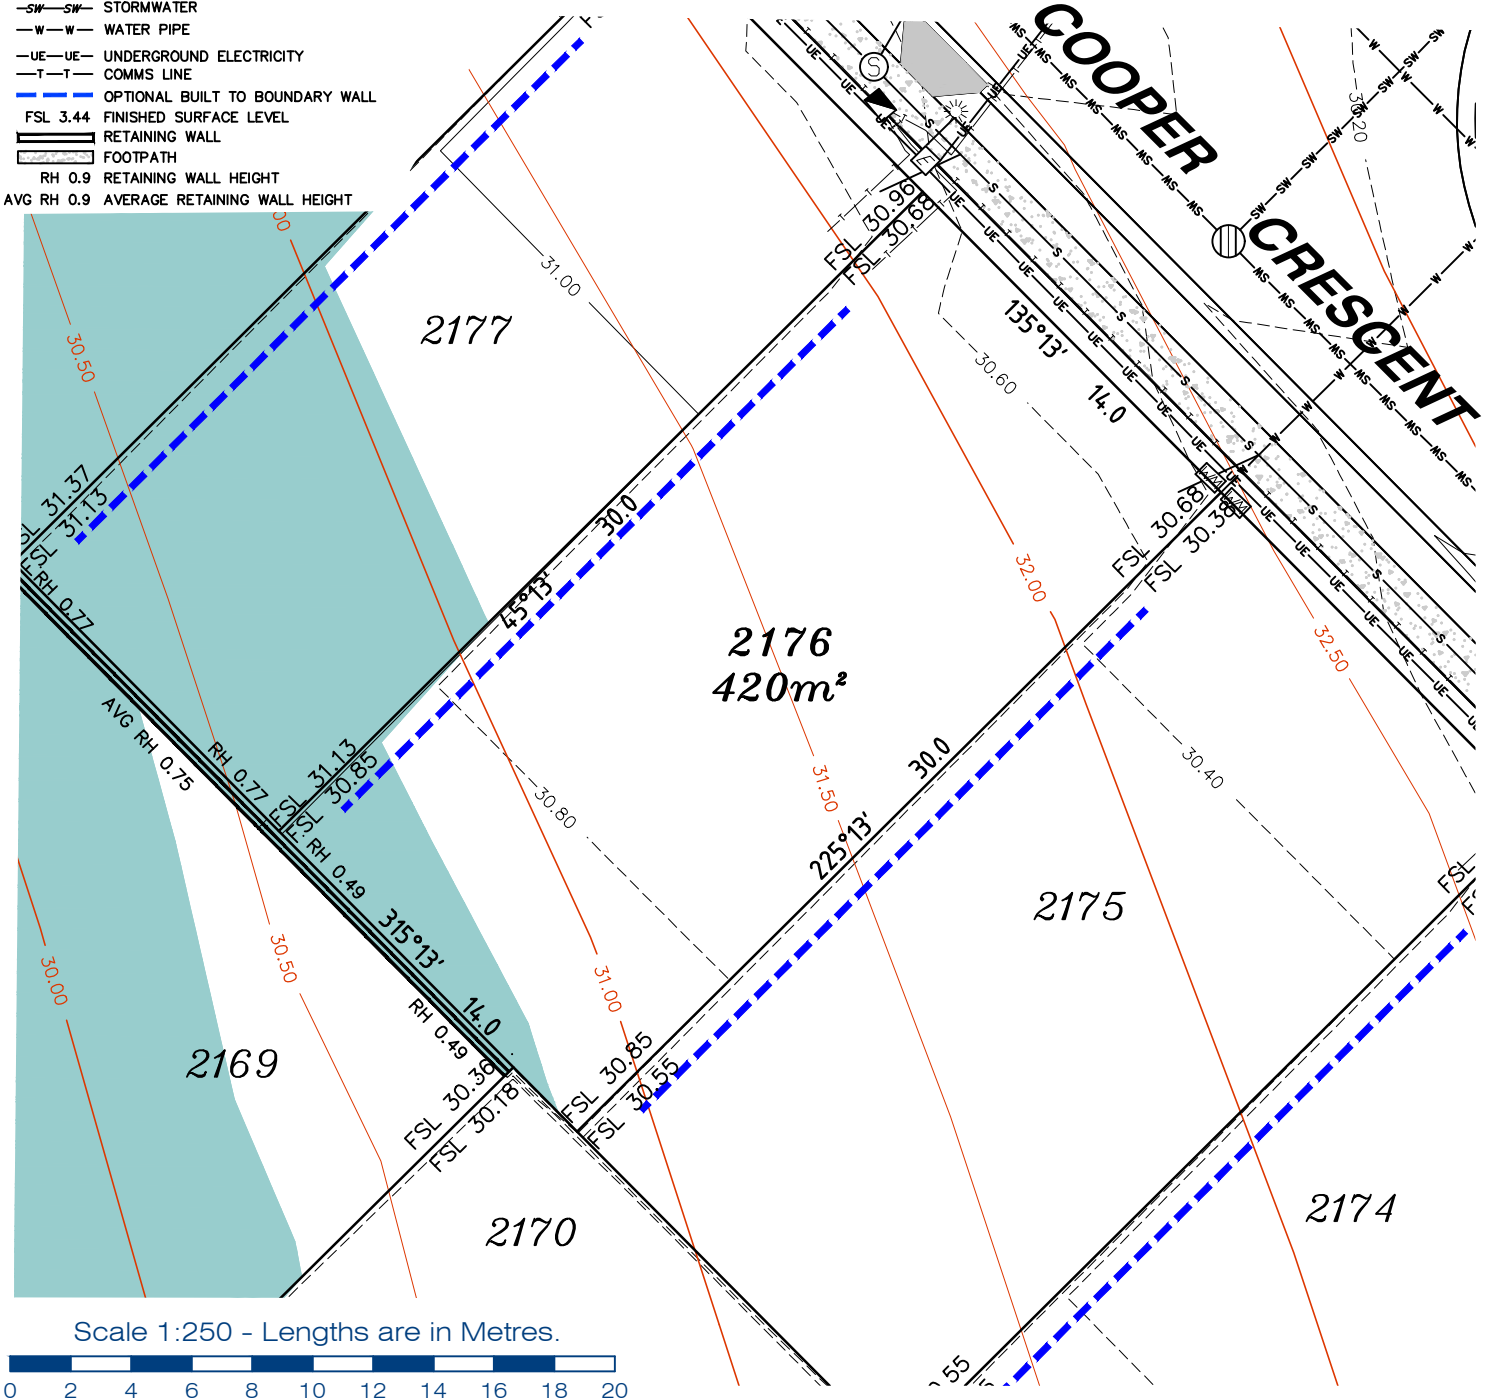 SW SW STORMWATER
W W WATER PIPE
UE UE UNDERGROUND ELECTRICITY
T T COMMS LINE
OPTIONAL BUILT TO BOUNDARY WALL
FSL 3.44 FINISHED SURFACE LEVEL
RETAINING WALL
FOOTPATH
RH 0.9 RETAINING WALL HEIGHT
AVG RH 0.9 AVERAGE RETAINING WALL HEIGHT
COOPER
CRESCENT
30.20
S
E
FSL 30.96
FSL 30.68
31.00
2177
30.50
135°13'
14.0
30.60
FSL 31.37
FSL 31.13
RH 0.77
30.0
45°13'
WM
WM
FSL 30.68
FSL 30.38
32.00
32.50
2176
420m²
AVG RH 0.75
RH 0.77
FSL 31.13
FSL 30.85
RH 0.49
30.80
31.50
30.0
225°13'
30.40
2175
FSL
315°13'
14.0
RH 0.49
30.50
30.00
31.00
2169
FSL 30.36
FSL 30.18
FSL 30.85
FSL 30.55
2170
2174
Scale 1:250 - Lengths are in Metres.
0 2 4 6 8 10 12 14 16 18 20